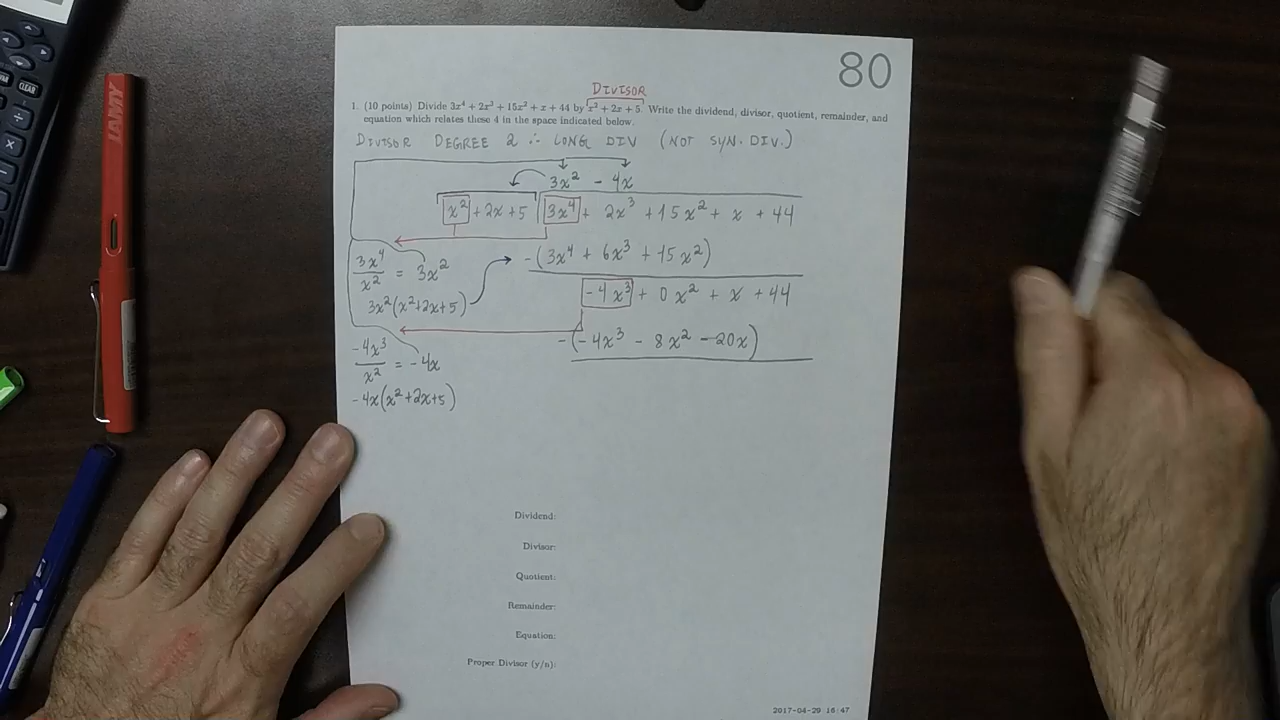 80
DIVISOR
1. (10 points) Divide 3x⁴ + 2x³ + 15x² + x + 44 by x² + 2x + 5. Write the dividend, divisor, quotient, remainder, and
equation which relates these 4 in the space indicated below.
DIVISOR DEGREE 2 ∴ LONG DIV (NOT SYN. DIV.)
3x² - 4x
x² + 2x + 5 3x⁴ + 2x³ + 15x² + x + 44
-(3x⁴ + 6x³ + 15x²)
3x⁴/x² = 3x²
3x²(x²+2x+5)
-4x³ + 0x² + x + 44
-(-4x³ - 8x² - 20x)
-4x³/x² = -4x
-4x(x²+2x+5)
Dividend:
Divisor:
Quotient:
Remainder:
Equation:
Proper Divisor (y/n):
2017-04-29 16:47
LAMY
CLEAR